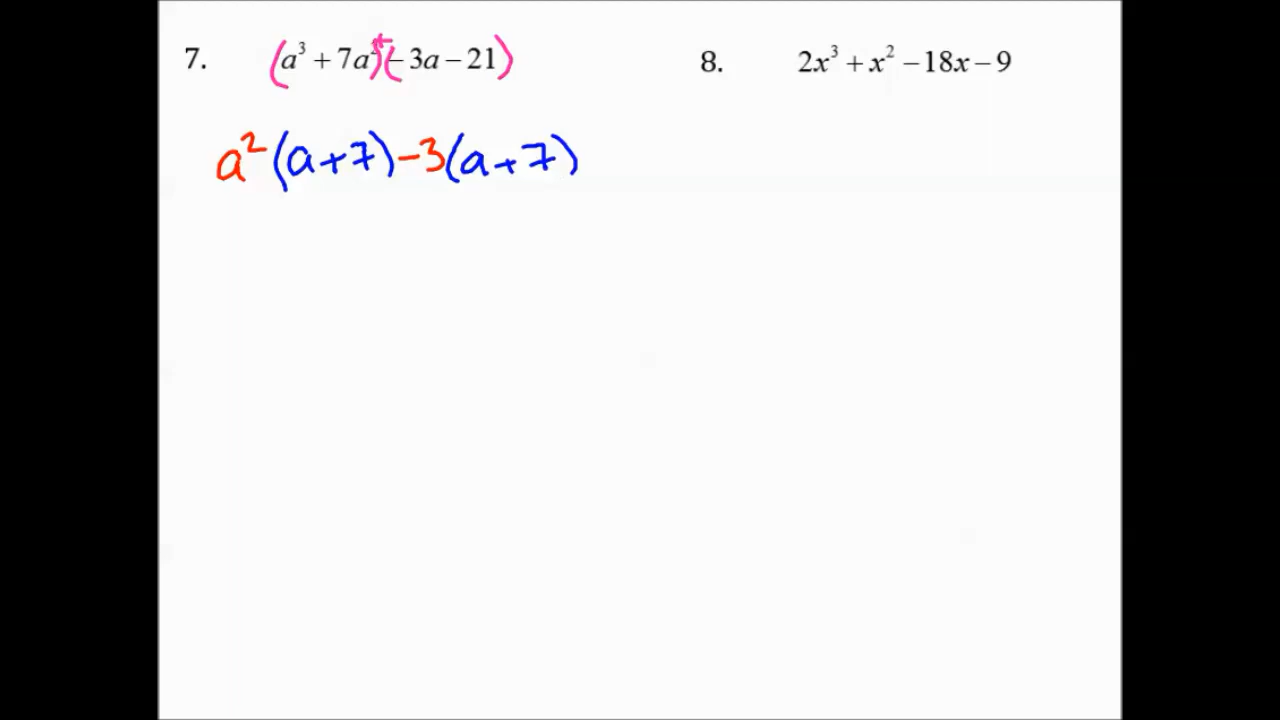 7. (a³ + 7a²)+(− 3a − 21)
8. 2x³ + x² − 18x − 9
a²(a+7)−3(a+7)